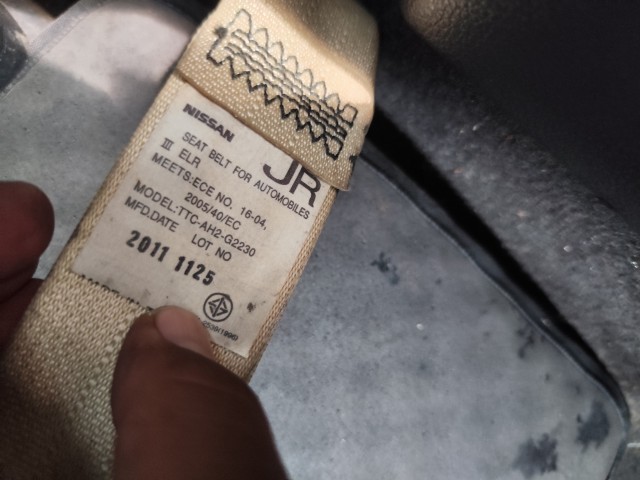 NISSAN
JR
SEAT BELT FOR AUTOMOBILES
III ELR
MEETS:ECE NO. 16-04,
2005/40/EC
MODEL:TTC-AH2-G2230
MFD.DATE LOT NO
2011 1125